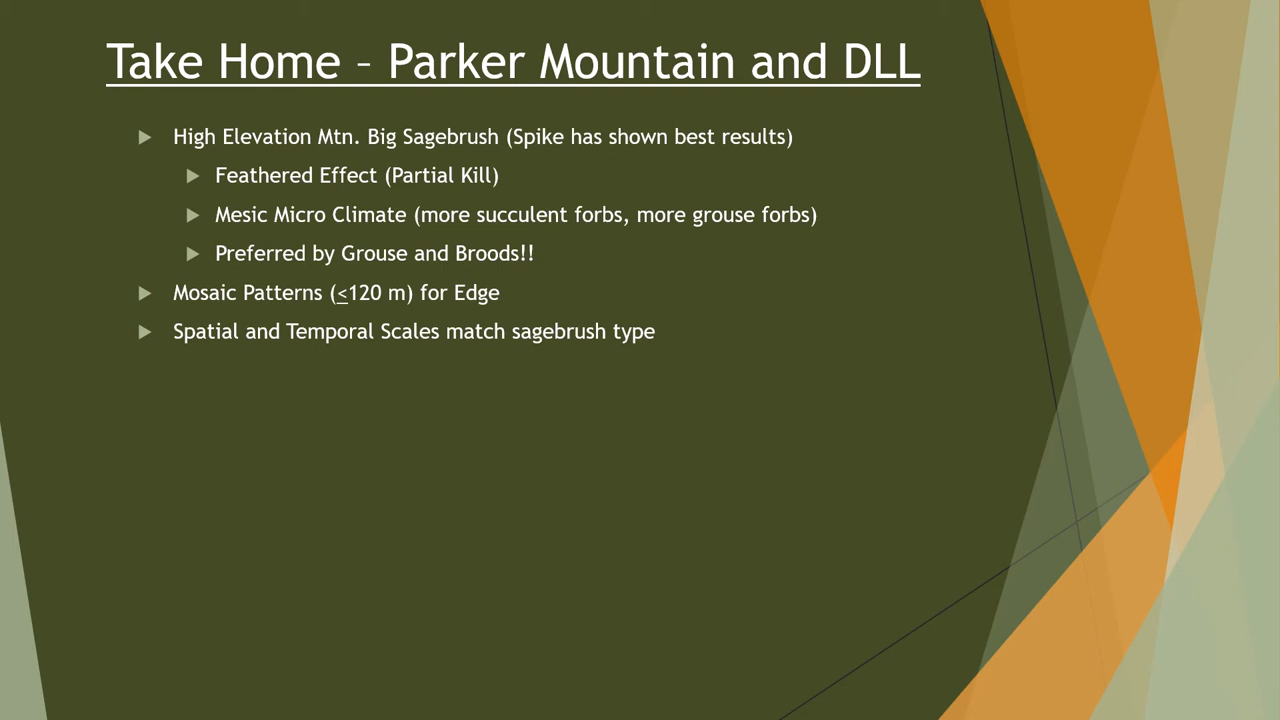 Take Home – Parker Mountain and DLL
High Elevation Mtn. Big Sagebrush (Spike has shown best results)
Feathered Effect (Partial Kill)
Mesic Micro Climate (more succulent forbs, more grouse forbs)
Preferred by Grouse and Broods!!
Mosaic Patterns (<120 m) for Edge
Spatial and Temporal Scales match sagebrush type